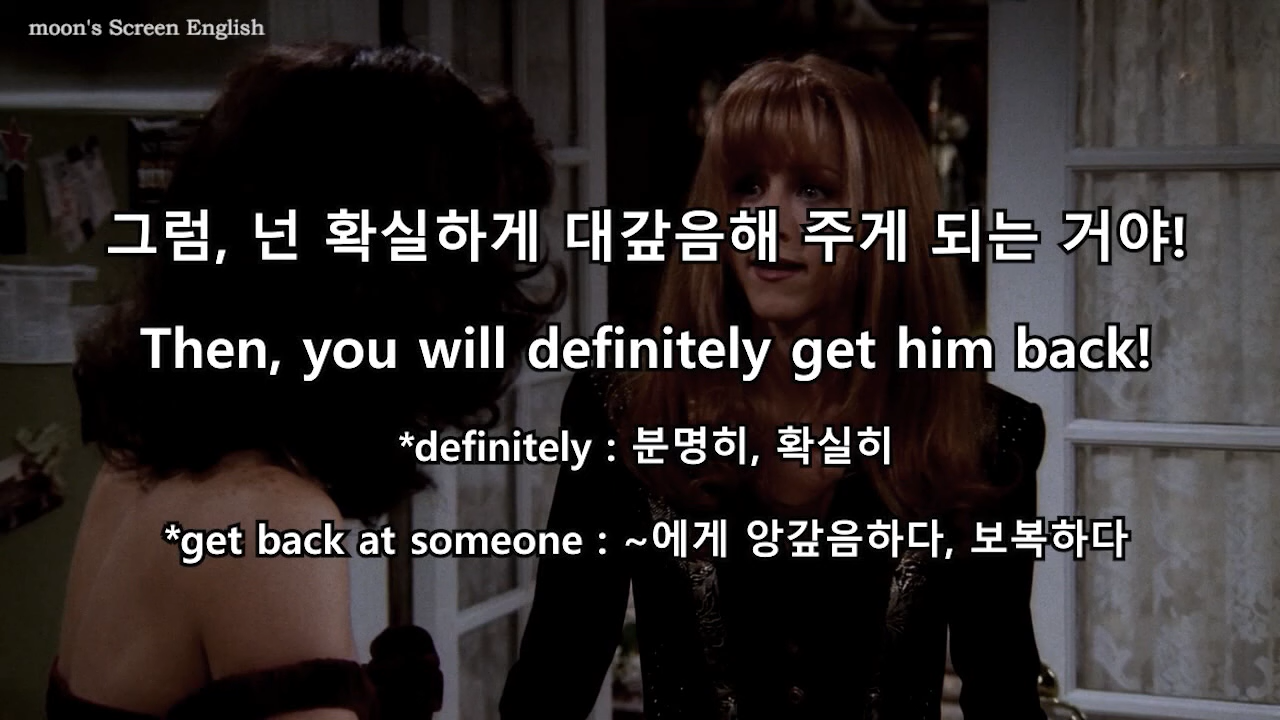 moon's Screen English
그럼, 넌 확실하게 대갚음해 주게 되는 거야!
Then, you will definitely get him back!
*definitely : 분명히, 확실히
*get back at someone : ~에게 앙갚음하다, 보복하다